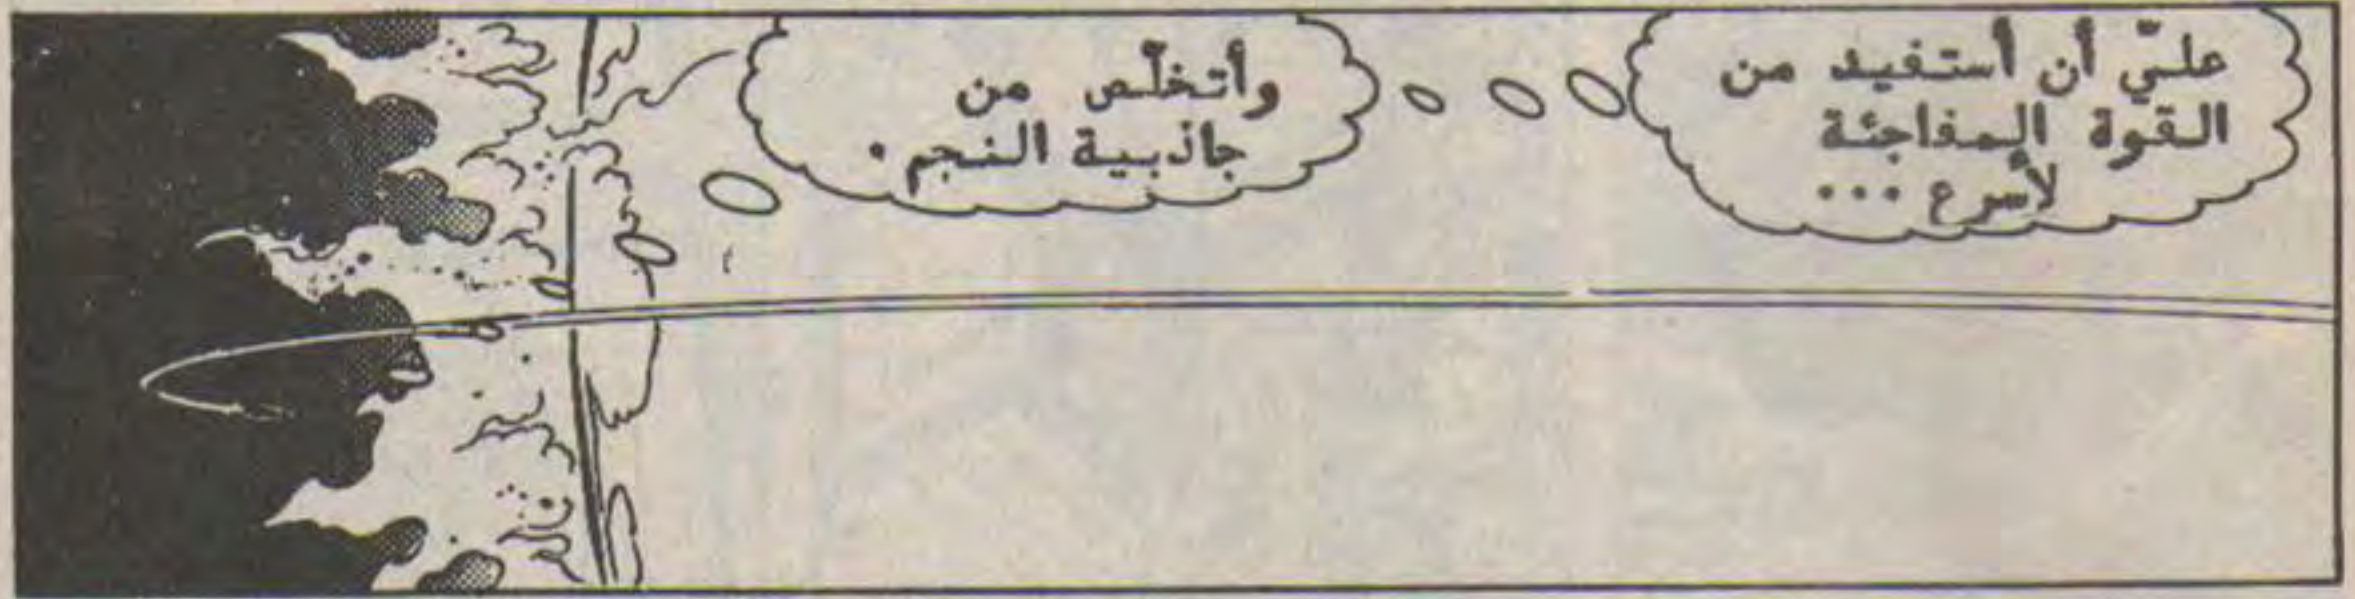 عليّ أن أستفيد من
القوة المفاجئة
لأسرع ...
وأتخلّص من
جاذبية النجم.